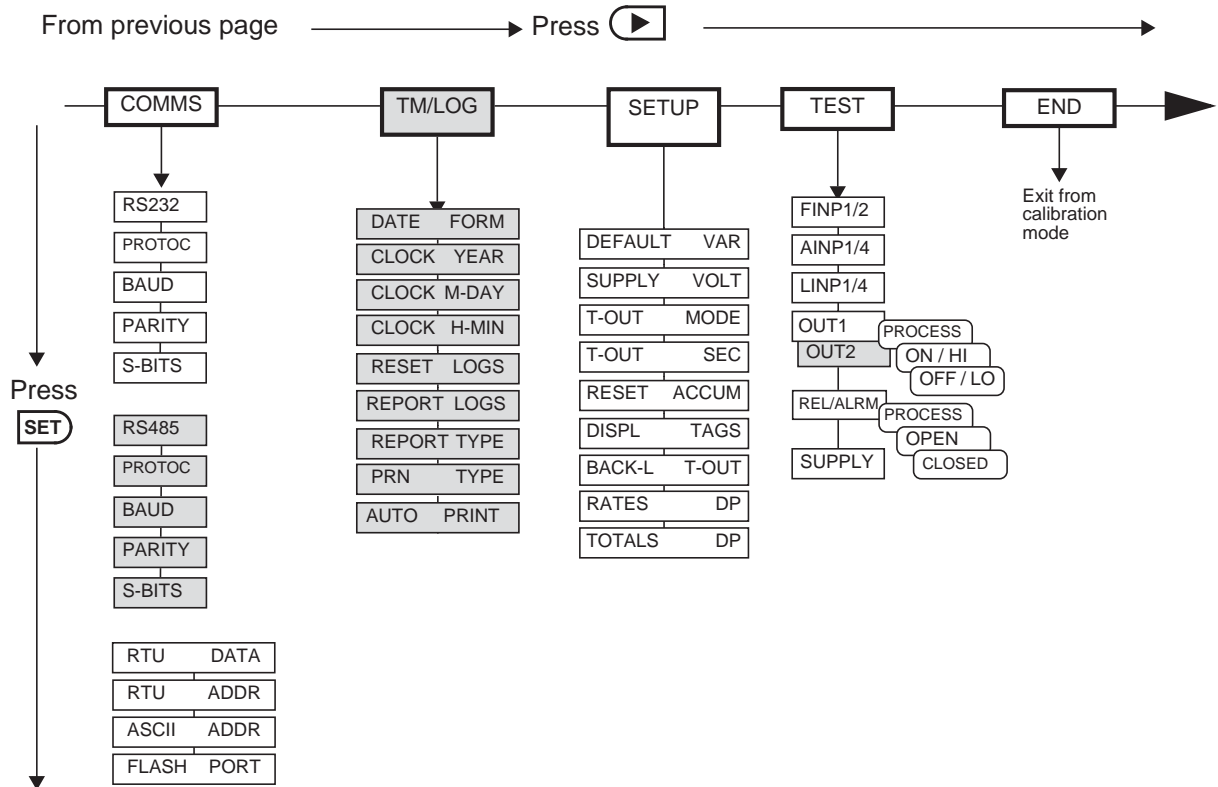 From previous page
Press
COMMS
TM/LOG
SETUP
TEST
END
Press
SET
RS232
PROTOC
BAUD
PARITY
S-BITS
RS485
PROTOC
BAUD
PARITY
S-BITS
RTU DATA
RTU ADDR
ASCII ADDR
FLASH PORT
DATE FORM
CLOCK YEAR
CLOCK M-DAY
CLOCK H-MIN
RESET LOGS
REPORT LOGS
REPORT TYPE
PRN TYPE
AUTO PRINT
DEFAULT VAR
SUPPLY VOLT
T-OUT MODE
T-OUT SEC
RESET ACCUM
DISPL TAGS
BACK-L T-OUT
RATES DP
TOTALS DP
FINP1/2
AINP1/4
LINP1/4
OUT1
OUT2
PROCESS
ON / HI
OFF / LO
REL/ALRM
PROCESS
OPEN
CLOSED
SUPPLY
Exit from
calibration
mode